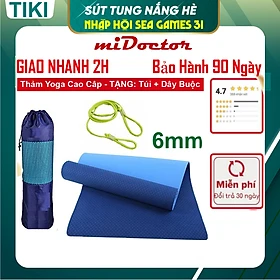 TIKI
SỨT TUNG NẮNG HÈ
NHẬP HỘI SEA GAMES 31
miDoctor
GIAO NHANH 2H
Bảo Hành 90 Ngày
Thảm Yoga Cao Cấp - TẶNG: Túi + Dây Buộc
4.7
6mm
Miễn phí
Đổi trả 30 ngày